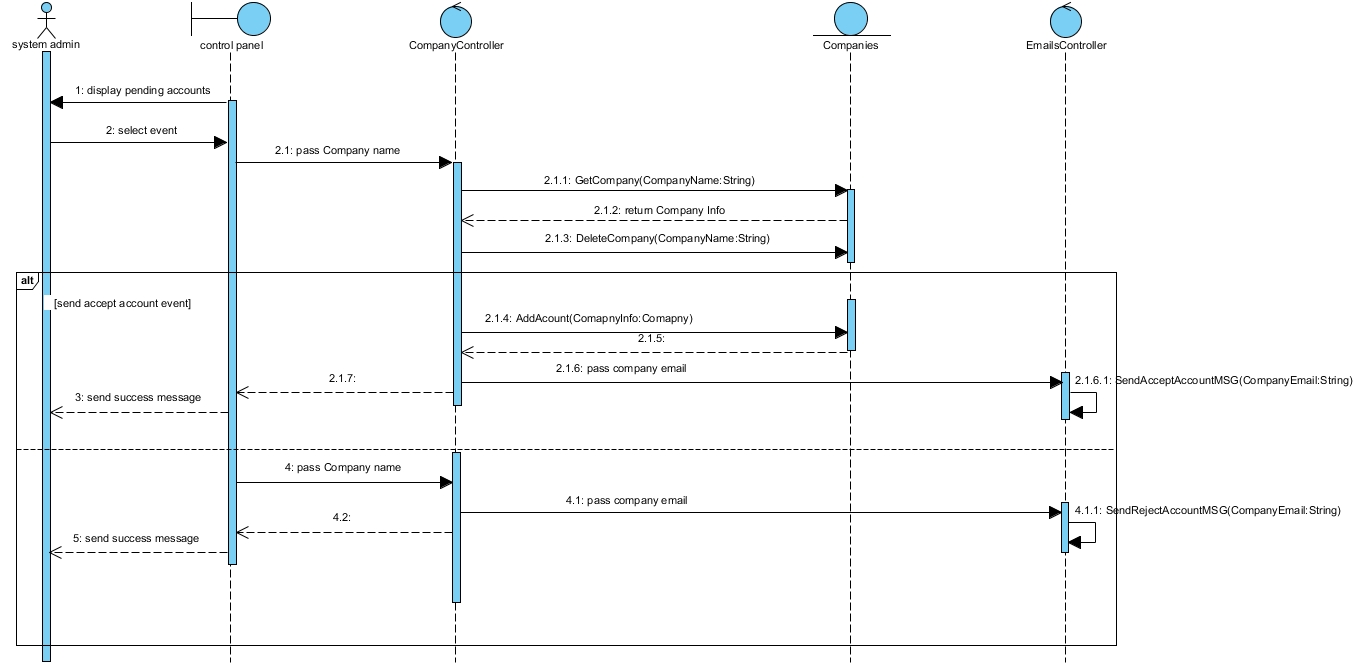 system admin
control panel
CompanyController
Companies
EmailsController
1: display pending accounts
2: select event
2.1: pass Company name
2.1.1: GetCompany(CompanyName:String)
2.1.2: return Company Info
2.1.3: DeleteCompany(CompanyName:String)
alt
[send accept account event]
2.1.4: AddAcount(ComapnyInfo:Comapny)
2.1.5:
2.1.6: pass company email
2.1.7:
2.1.6.1: SendAcceptAccountMSG(CompanyEmail:String)
3: send success message
4: pass Company name
4.1: pass company email
4.2:
4.1.1: SendRejectAccountMSG(CompanyEmail:String)
5: send success message